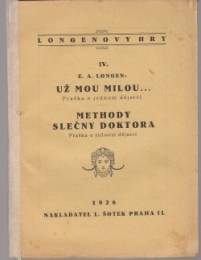 LONGENOVY HRY
IV.
E. A. LONGEN:
UŽ MOU MILOU...
Fraška o jednom dějství
METHODY
SLEČNY DOKTORA
Fraška o jednom dějství
1928
NAKLADATEL L. ŠOTEK PRAHA II.